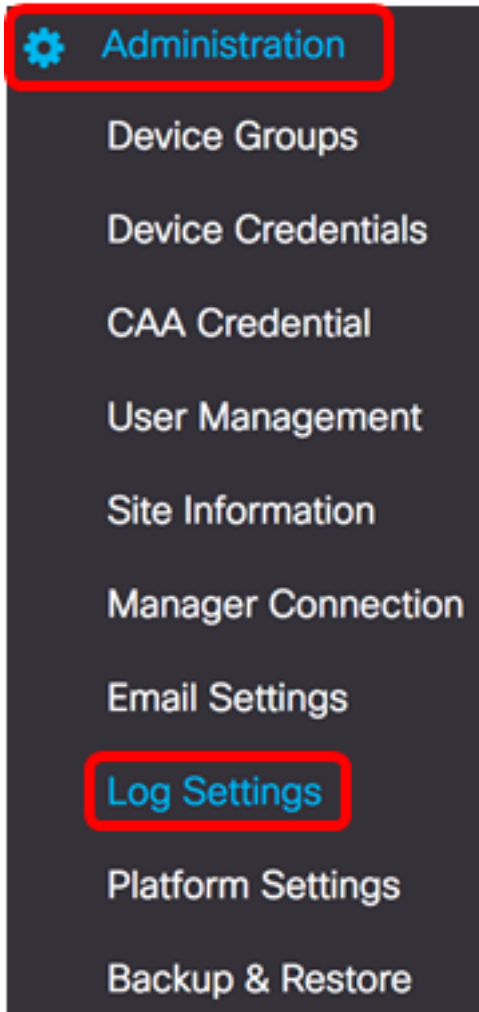 Administration
Device Groups
Device Credentials
CAA Credential
User Management
Site Information
Manager Connection
Email Settings
Log Settings
Platform Settings
Backup & Restore